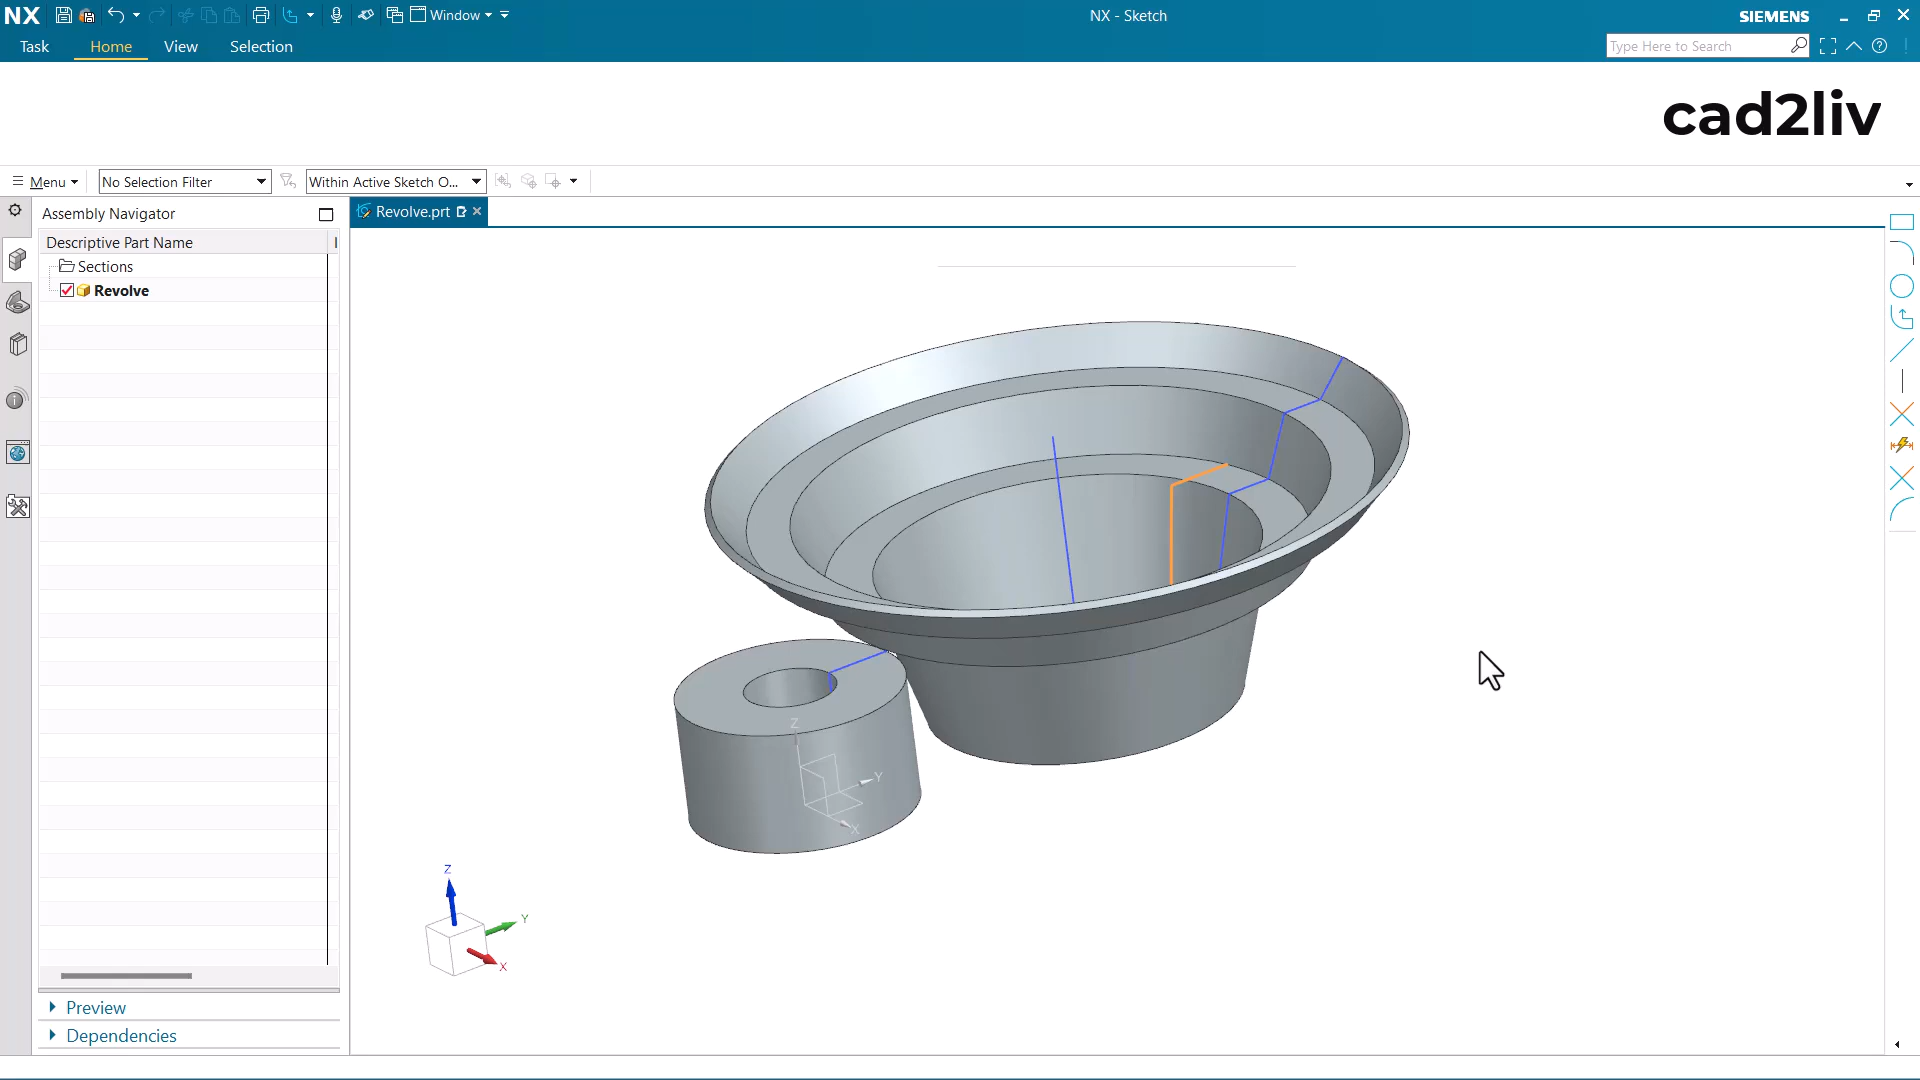 NX
Window
NX - Sketch
SIEMENS
Task
Home
View
Selection
Type Here to Search
cad2liv
Menu
No Selection Filter
Within Active Sketch O...
Assembly Navigator
Revolve.prt
Descriptive Part Name
Sections
Revolve
Z
Y
X
Z
Y
X
Preview
Dependencies